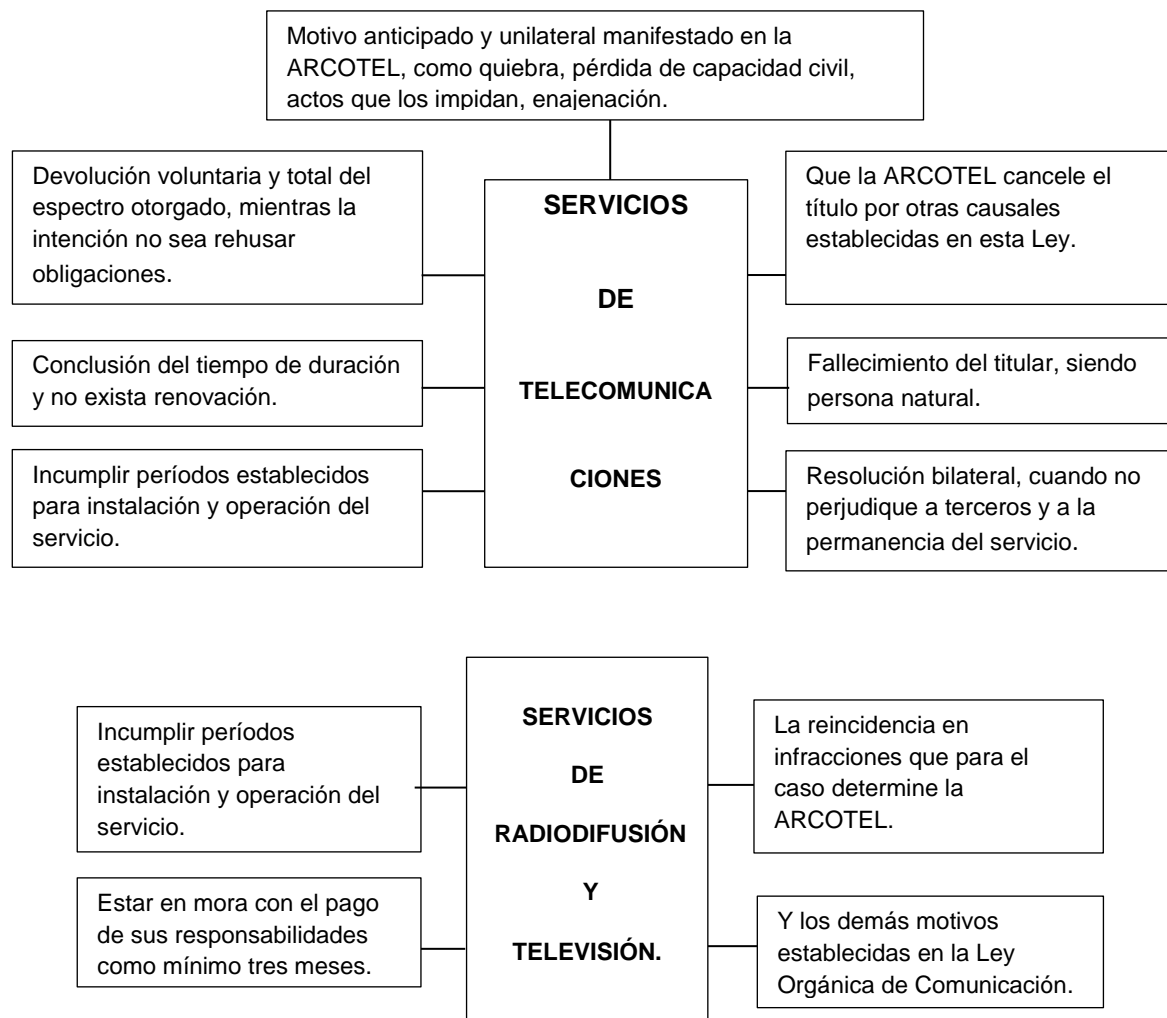 Motivo anticipado y unilateral manifestado en la
ARCOTEL, como quiebra, pérdida de capacidad civil,
actos que los impidan, enajenación.
Devolución voluntaria y total del
espectro otorgado, mientras la
intención no sea rehusar
obligaciones.
Conclusión del tiempo de duración
y no exista renovación.
Incumplir períodos establecidos
para instalación y operación del
servicio.
SERVICIOS
DE
TELECOMUNICA
CIONES
Que la ARCOTEL cancele el
título por otras causales
establecidas en esta Ley.
Fallecimiento del titular, siendo
persona natural.
Resolución bilateral, cuando no
perjudique a terceros y a la
permanencia del servicio.
Incumplir períodos
establecidos para
instalación y operación del
servicio.
Estar en mora con el pago
de sus responsabilidades
como mínimo tres meses.
SERVICIOS
DE
RADIODIFUSIÓN
Y
TELEVISIÓN.
La reincidencia en
infracciones que para el
caso determine la
ARCOTEL.
Y los demás motivos
establecidas en la Ley
Orgánica de Comunicación.